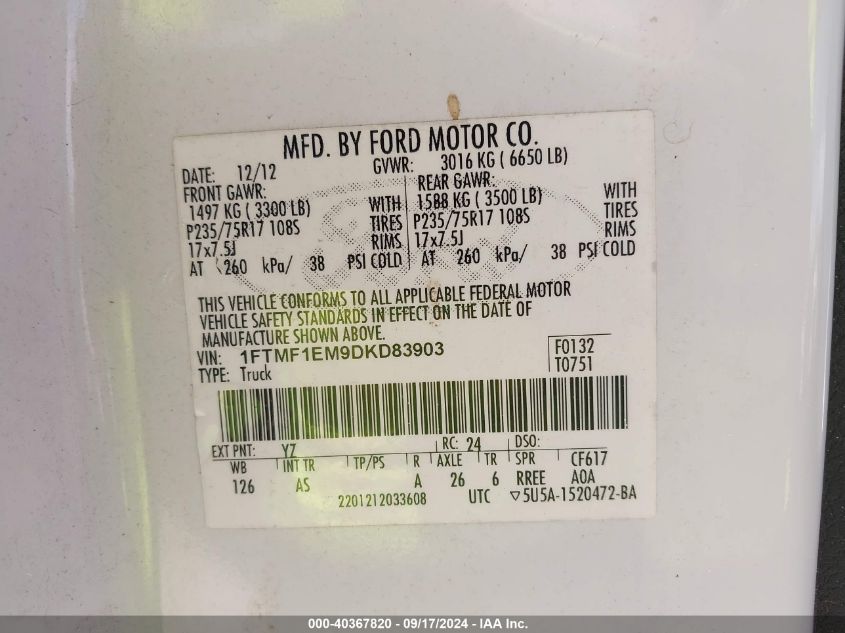 MFD. BY FORD MOTOR CO.
DATE: 12/12 GVWR: 3016 KG ( 6650 LB)
FRONT GAWR: REAR GAWR:
1497 KG ( 3300 LB) WITH 1588 KG ( 3500 LB) WITH
P235/75R17 108S TIRES P235/75R17 108S TIRES
17x7.5J RIMS 17x7.5J RIMS
AT 260 kPa/ 38 PSI COLD AT 260 kPa/ 38 PSI COLD
THIS VEHICLE CONFORMS TO ALL APPLICABLE FEDERAL MOTOR
VEHICLE SAFETY STANDARDS IN EFFECT ON THE DATE OF
MANUFACTURE SHOWN ABOVE.
VIN: 1FTMF1EM9DKD83903 F0132
TYPE: Truck T0751
EXT PNT: YZ RC: 24 DSO:
WB INT TR TP/PS R AXLE TR SPR CF617
126 AS A 26 6 RREE A0A
2201212033608 UTC ▽5U5A-1520472-BA
000-40367820 - 09/17/2024 - IAA Inc.